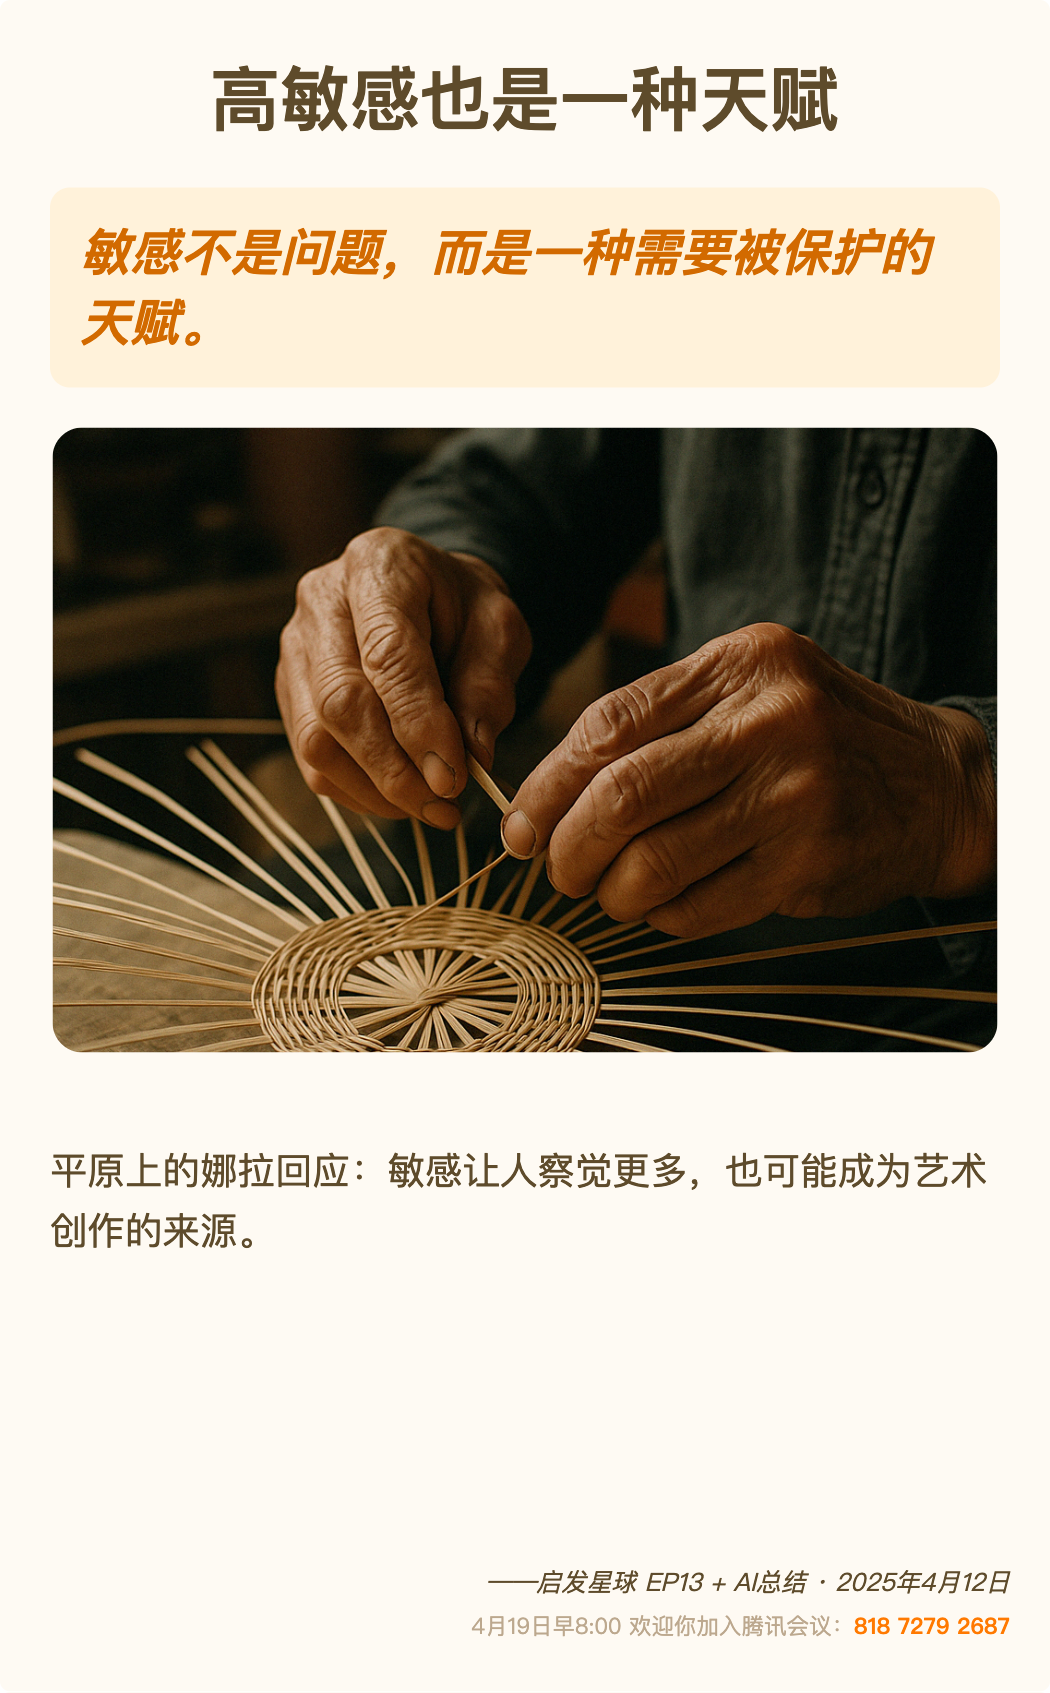 高敏感也是一种天赋
敏感不是问题，而是一种需要被保护的
天赋。
平原上的娜拉回应：敏感让人察觉更多，也可能成为艺术
创作的来源。
——启发星球 EP13 + AI总结 · 2025年4月12日
4月19日早8:00 欢迎你加入腾讯会议：818 7279 2687